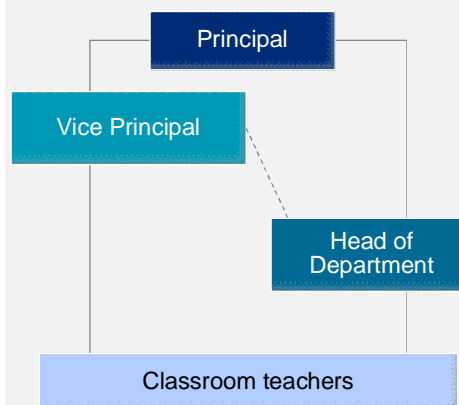 Principal
Vice Principal
Head of
Department
Classroom teachers